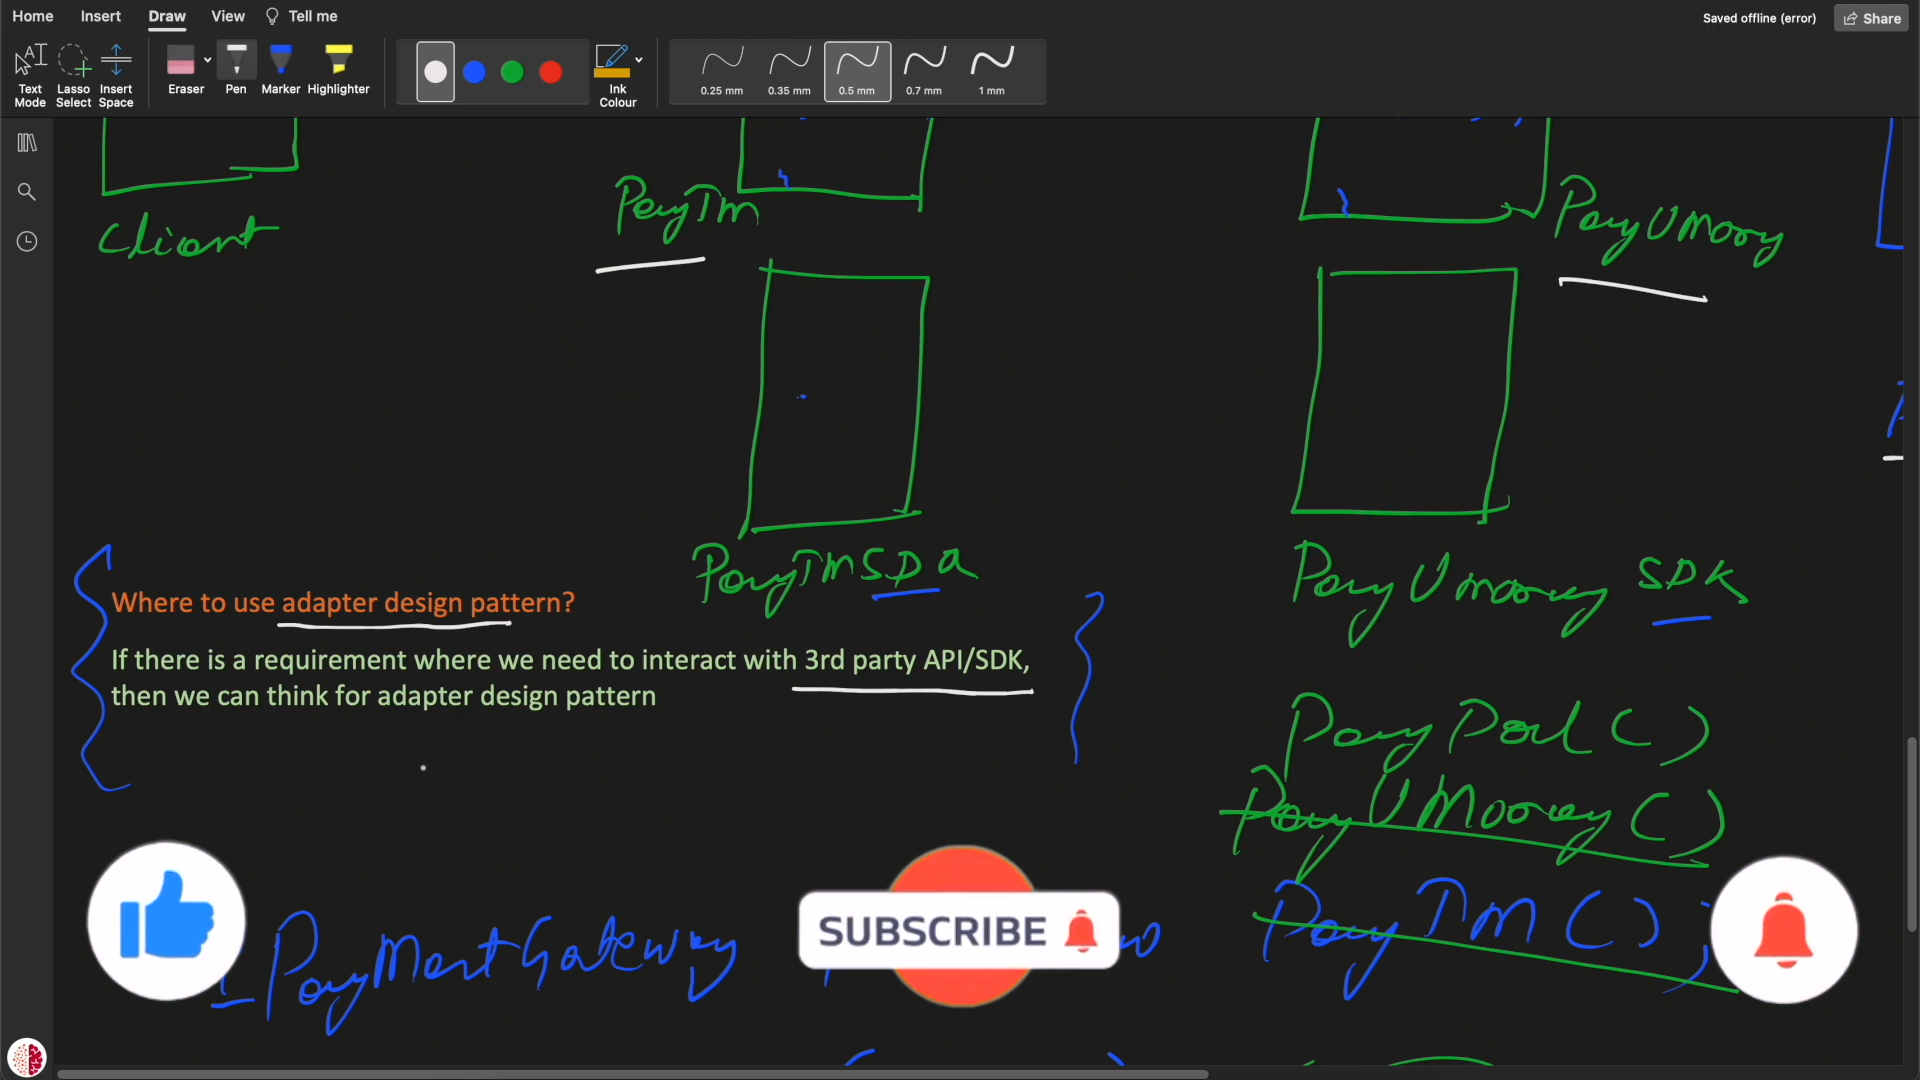 Home Insert Draw View Tell me
Saved offline (error) Share
Text Mode
Lasso Select
Insert Space
Eraser
Pen
Marker
Highlighter
Ink Colour
0.25 mm 0.35 mm 0.5 mm 0.7 mm 1 mm
Client
PayTM
PayUMoney
PayTM
PayUmoney SDK
Where to use adapter design pattern?
If there is a requirement where we need to interact with 3rd party API/SDK,
then we can think for adapter design pattern
PayPal()
PayUMoney()
PayTM();
PaymentGateway
SUBSCRIBE